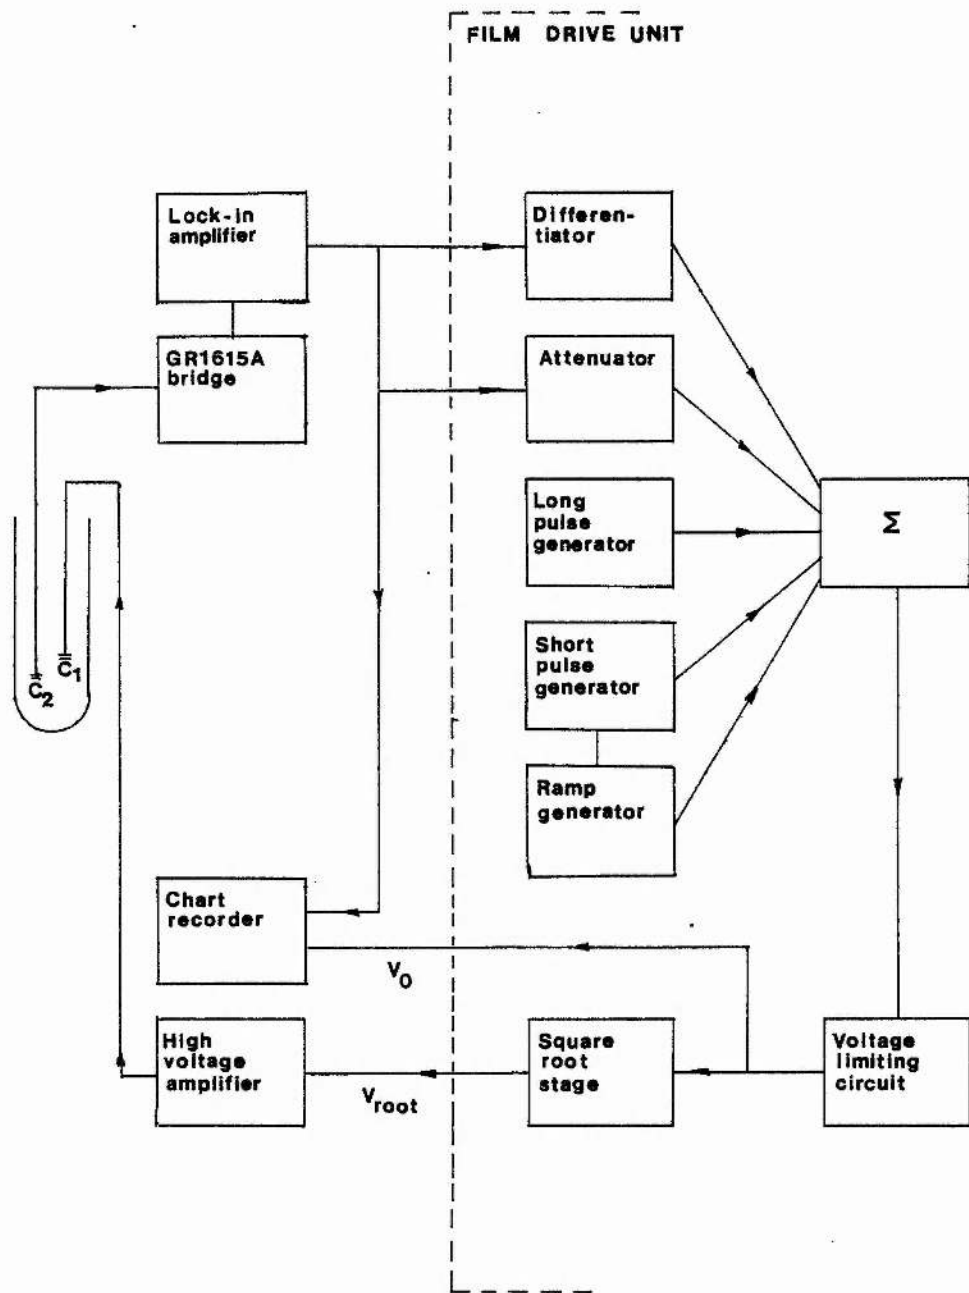 FILM DRIVE UNIT
Lock-in
amplifier
Differen-
tiator
GR1615A
bridge
Attenuator
Long
pulse
generator
Σ
Short
pulse
generator
C₁
C₂
Ramp
generator
Chart
recorder
V₀
High
voltage
amplifier
V_root
Square
root
stage
Voltage
limiting
circuit